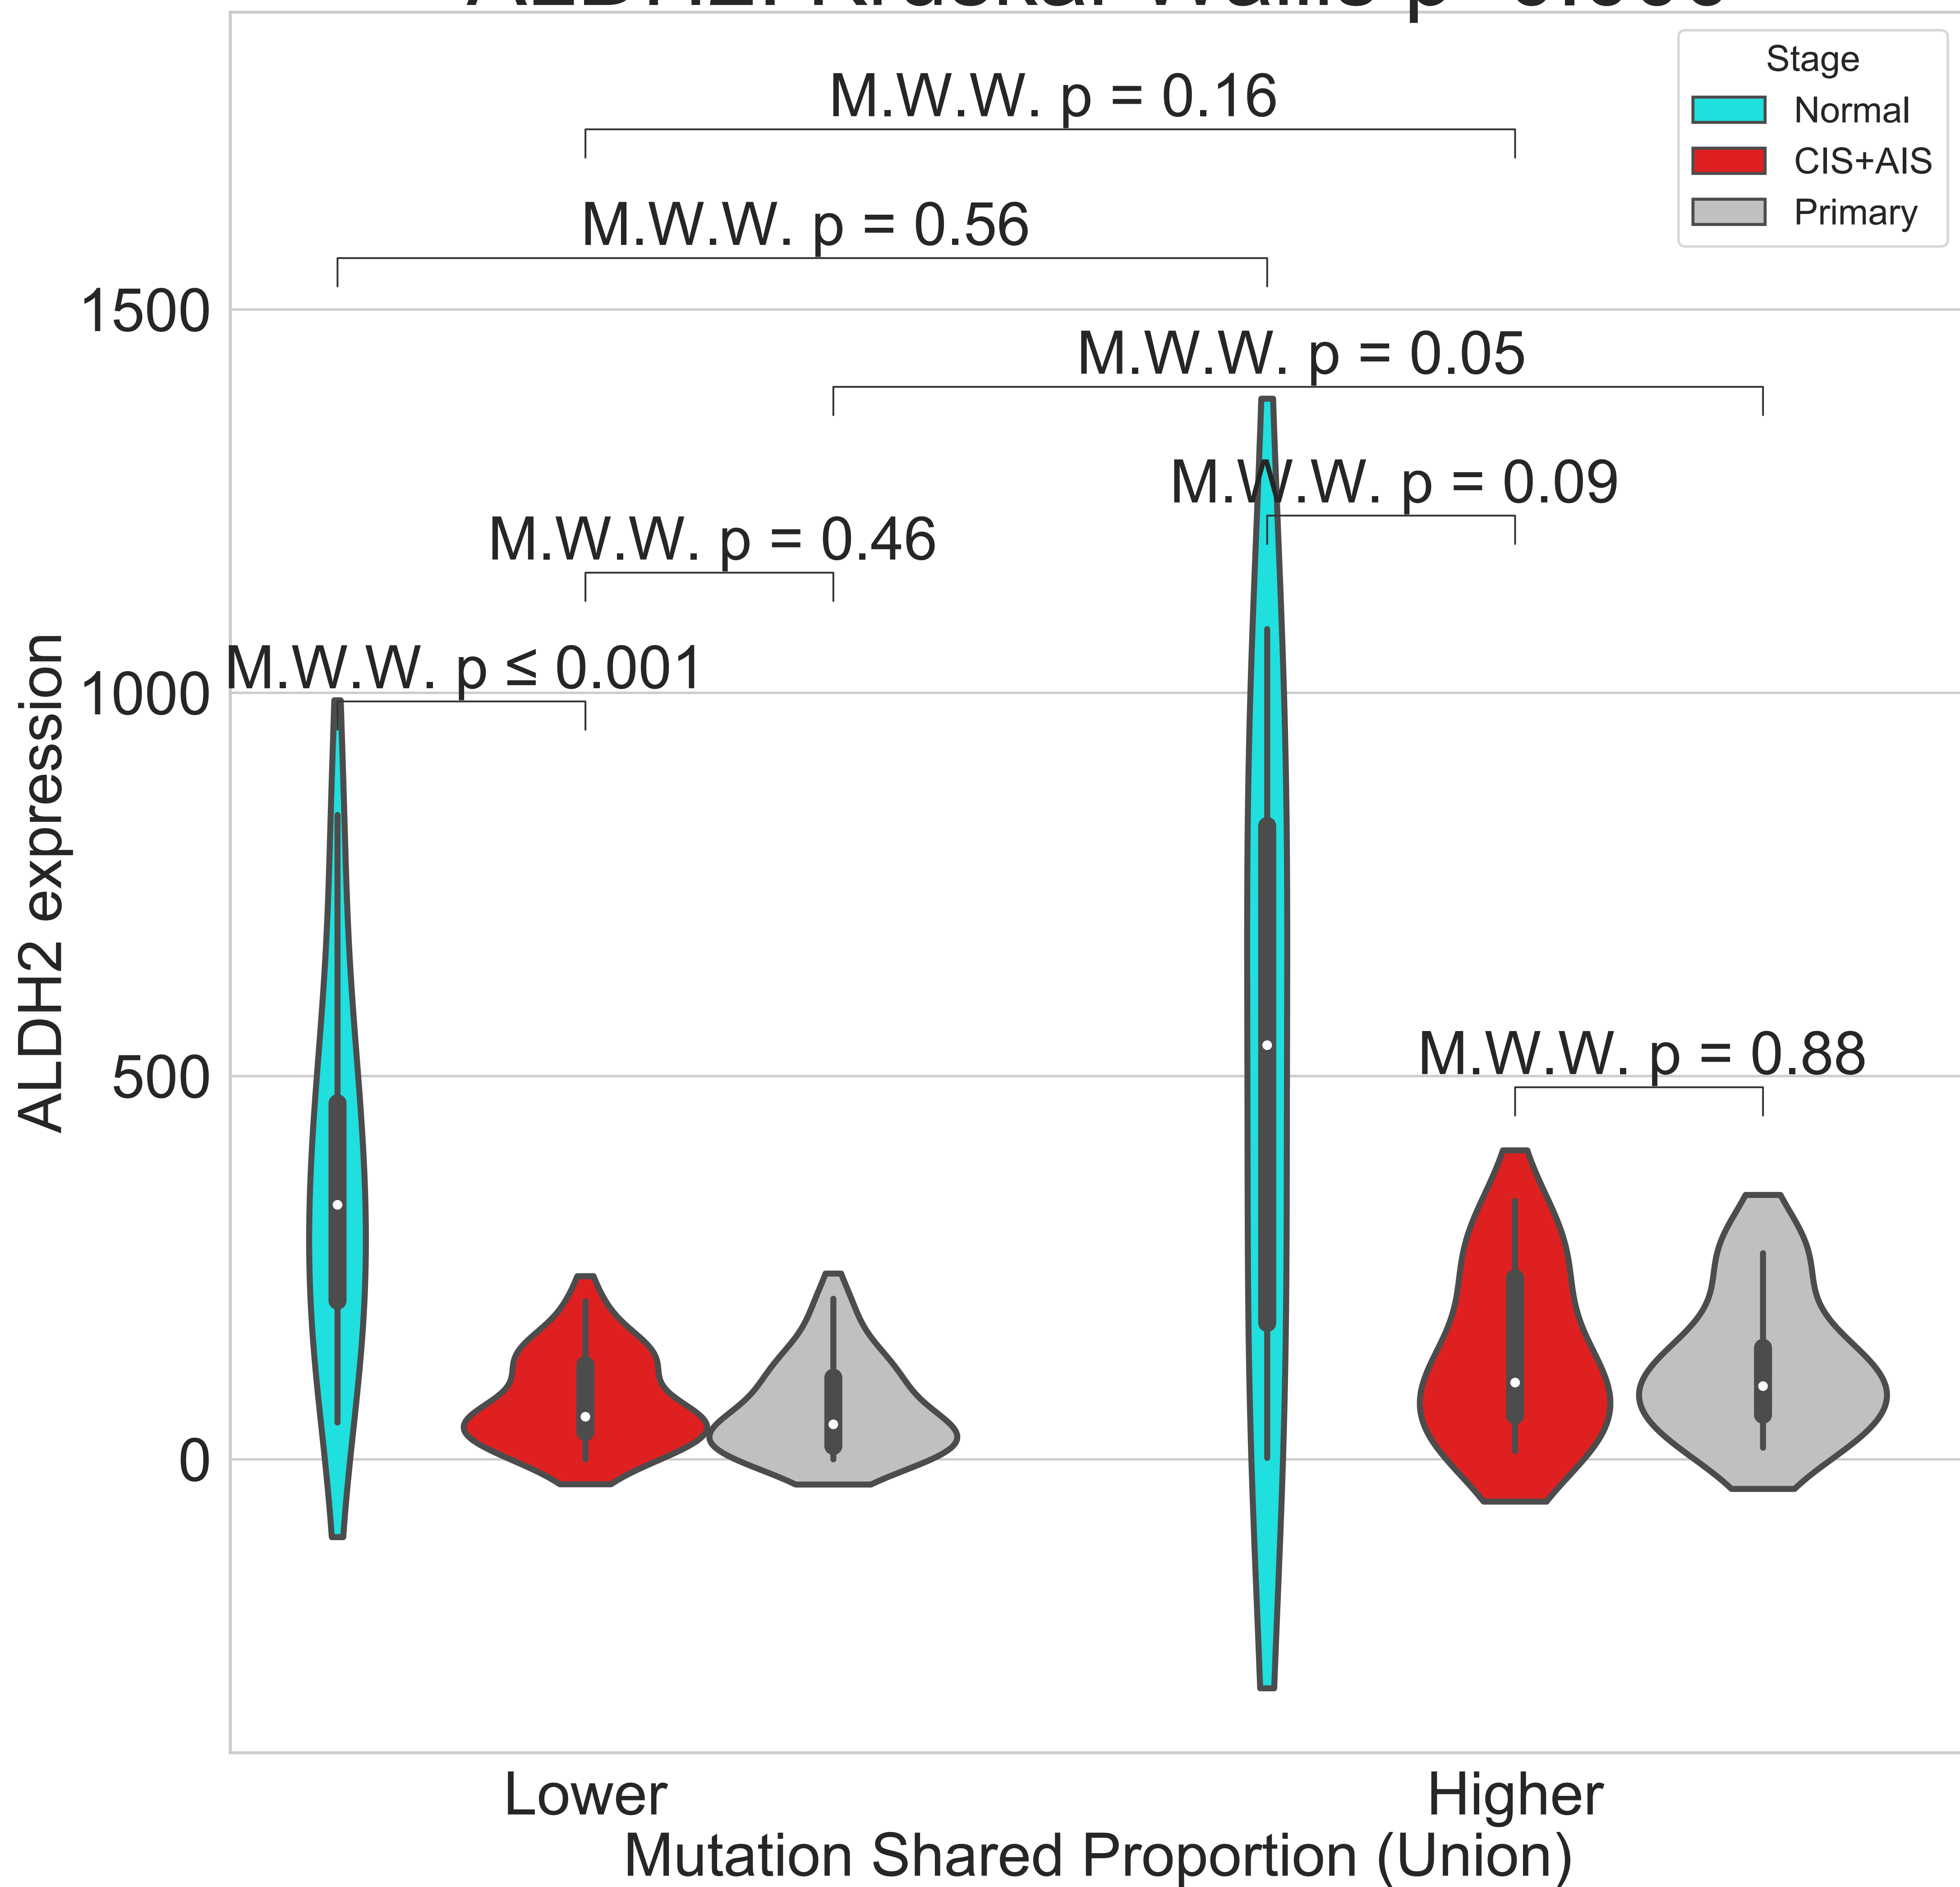 Stage
Normal
CIS+AIS
Primary
M.W.W. p = 0.16
M.W.W. p = 0.56
1500
M.W.W. p = 0.05
M.W.W. p = 0.09
M.W.W. p = 0.46
M.W.W. p ≤ 0.001
1000
ALDH2 expression
500
M.W.W. p = 0.88
0
Lower
Higher
Mutation Shared Proportion (Union)